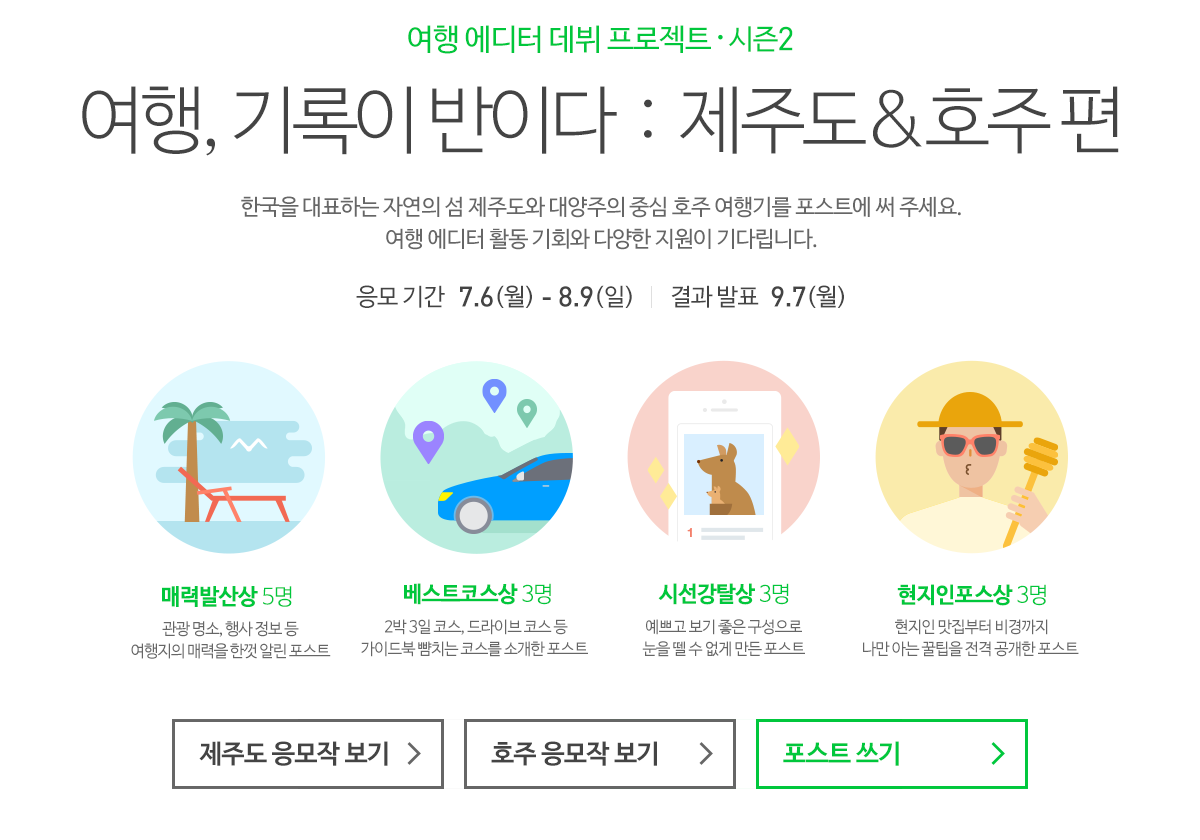 여행 에디터 데뷔 프로젝트 · 시즌2
여행, 기록이 반이다 : 제주도 & 호주 편
한국을 대표하는 자연의 섬 제주도와 대양주의 중심 호주 여행기를 포스트에 써 주세요.
여행 에디터 활동 기회와 다양한 지원이 기다립니다.
응모 기간 7.6(월) - 8.9(일) | 결과 발표 9.7(월)
1
매력발산상 5명
관광 명소, 행사 정보 등
여행지의 매력을 한껏 알린 포스트
베스트코스상 3명
2박 3일 코스, 드라이브 코스 등
가이드북 뺨치는 코스를 소개한 포스트
시선강탈상 3명
예쁘고 보기 좋은 구성으로
눈을 뗄 수 없게 만든 포스트
현지인포스상 3명
현지인 맛집부터 비경까지
나만 아는 꿀팁을 전격 공개한 포스트
제주도 응모작 보기
호주 응모작 보기
포스트 쓰기